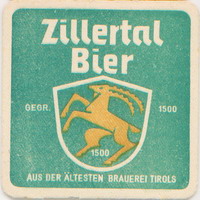 Zillertal
Bier
GEGR. 1500
1500
AUS DER ÄLTESTEN BRAUEREI TIROLS